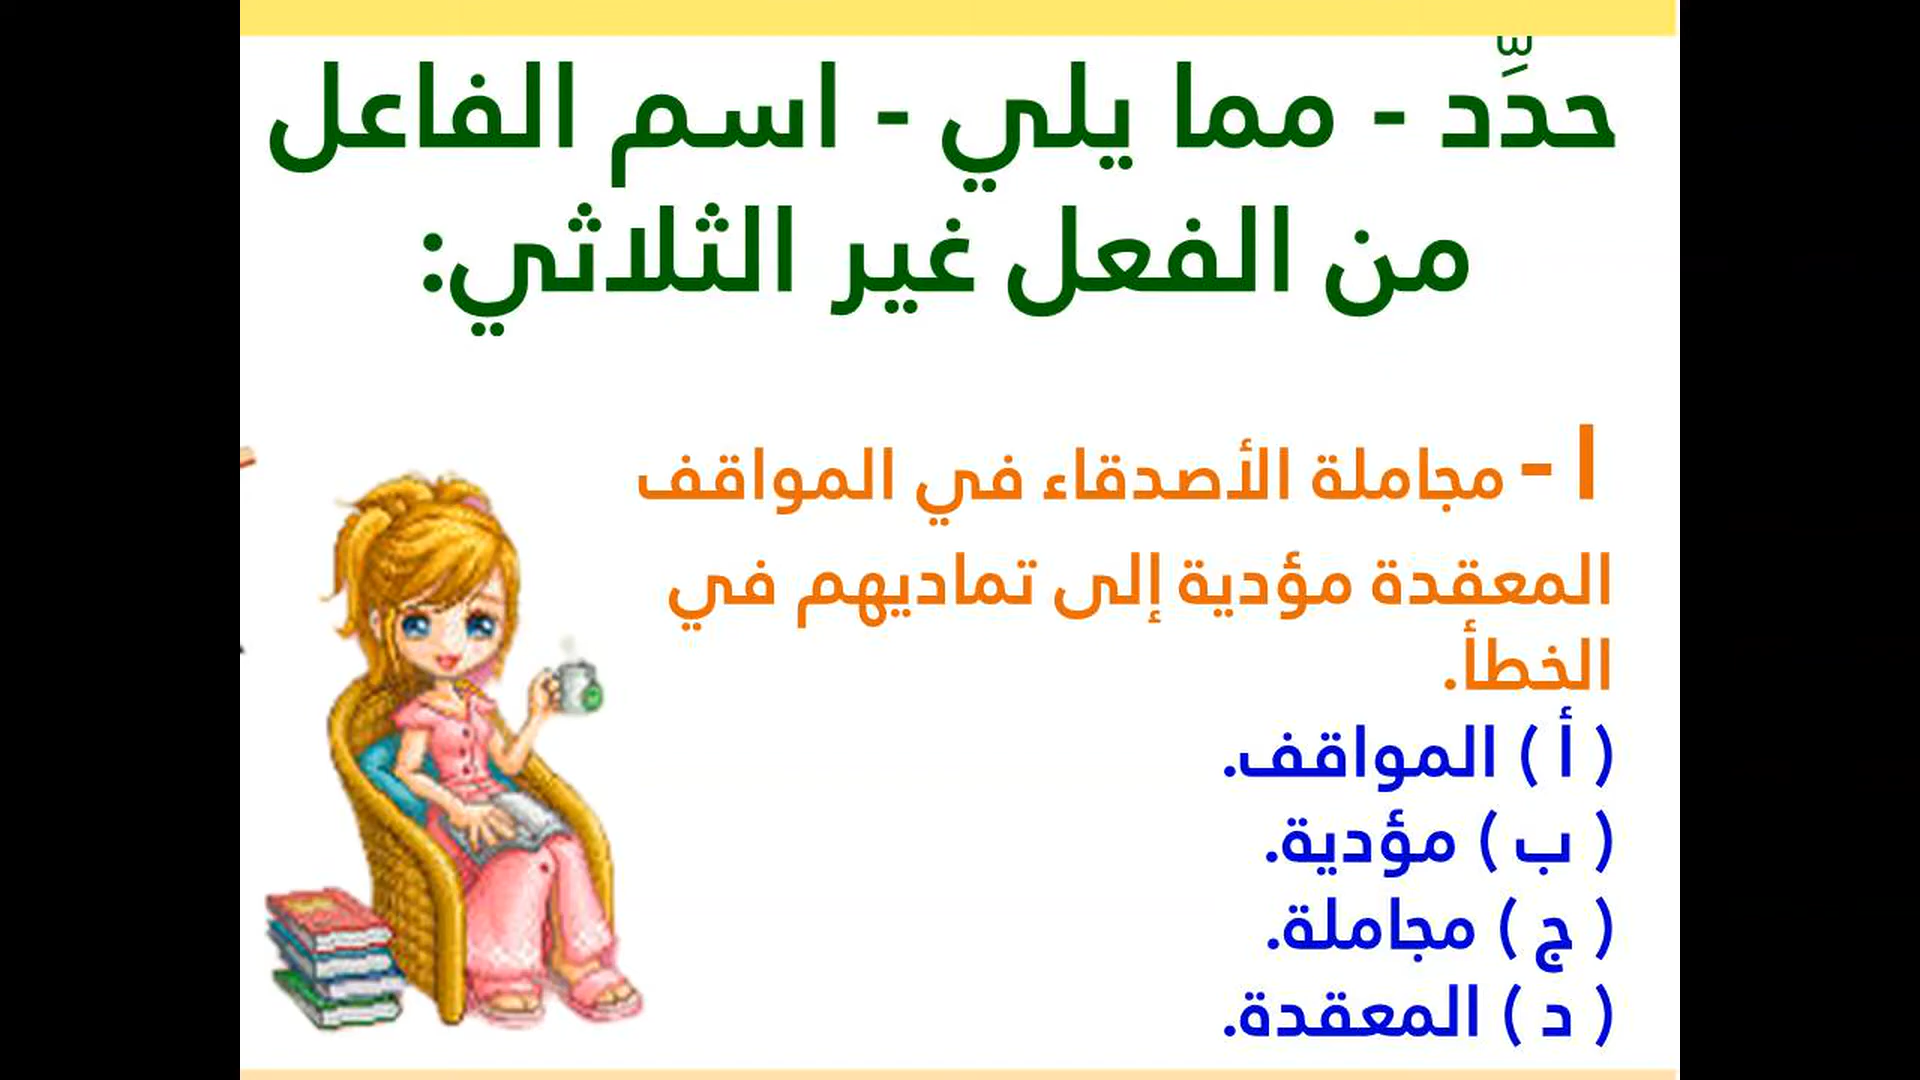 حدِّد - مما يلي - اسم الفاعل
من الفعل غير الثلاثي:
١ - مجاملة الأصدقاء في المواقف
المعقدة مؤدية إلى تماديهم في
الخطأ.
( أ ) المواقف.
( ب ) مؤدية.
( ج ) مجاملة.
( د ) المعقدة.